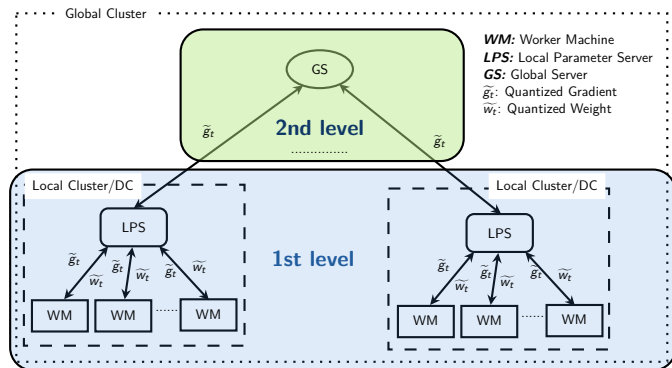 Global Cluster
WM: Worker Machine
LPS: Local Parameter Server
GS: Global Server
g̃t: Quantized Gradient
w̃t: Quantized Weight
GS
g̃t
2nd level
g̃t
...............
Local Cluster/DC
Local Cluster/DC
LPS
LPS
1st level
g̃t w̃t g̃t w̃t g̃t w̃t
g̃t w̃t g̃t w̃t g̃t w̃t
WM WM ...... WM
WM WM ...... WM